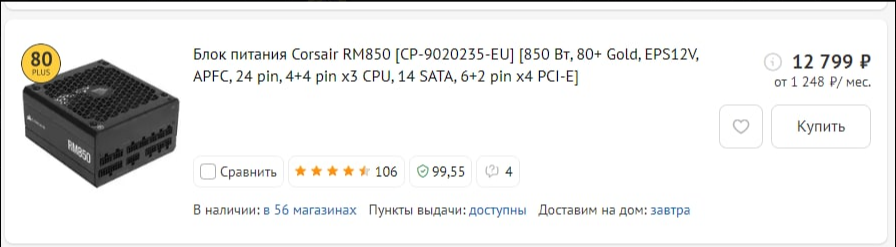 80
PLUS
Блок питания Corsair RM850 [CP-9020235-EU] [850 Вт, 80+ Gold, EPS12V,
APFC, 24 pin, 4+4 pin x3 CPU, 14 SATA, 6+2 pin x4 PCI-E]
12 799 ₽
от 1 248 ₽/ мес.
RM850
Купить
Сравнить
106
99,55
4
В наличии: в 56 магазинах Пункты выдачи: доступны Доставим на дом: завтра